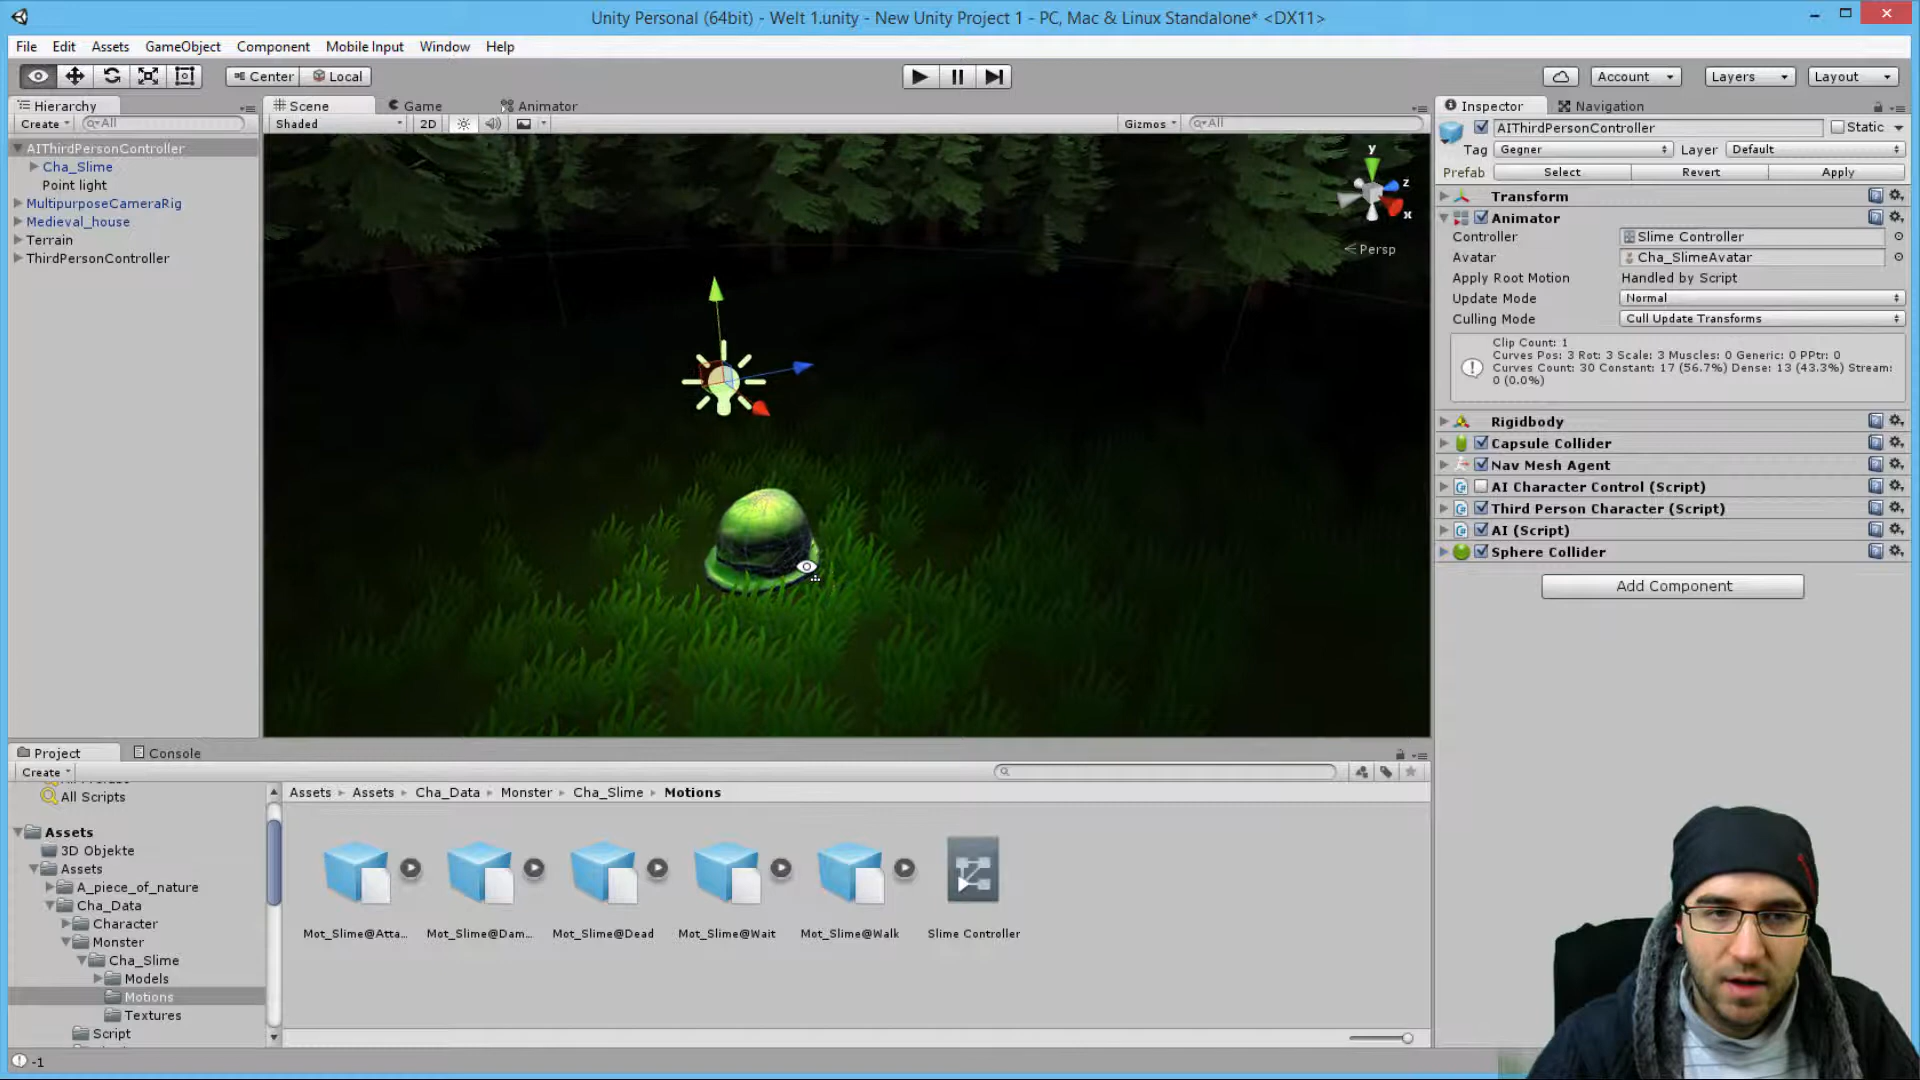 Unity Personal (64bit) - Welt 1.unity - New Unity Project 1 - PC, Mac & Linux Standalone* <DX11>
File Edit Assets GameObject Component Mobile Input Window Help
Center Local Account Layers Layout
Hierarchy
Create All
AIThirdPersonController
Cha_Slime
Point light
MultipurposeCameraRig
Medieval_house
Terrain
ThirdPersonController
Scene Game Animator
Shaded 2D Gizmos All
y
z
x
Persp
Inspector Navigation
AIThirdPersonController Static
Tag Gegner Layer Default
Prefab Select Revert Apply
Transform
Animator
Controller Slime Controller
Avatar Cha_SlimeAvatar
Apply Root Motion Handled by Script
Update Mode Normal
Culling Mode Cull Update Transforms
Clip Count: 1
Curves Pos: 3 Rot: 3 Scale: 3 Muscles: 0 Generic: 0 PPtr: 0
Curves Count: 30 Constant: 17 (56.7%) Dense: 13 (43.3%) Stream:
0 (0.0%)
Rigidbody
Capsule Collider
Nav Mesh Agent
AI Character Control (Script)
Third Person Character (Script)
AI (Script)
Sphere Collider
Add Component
Project Console
Create
All Scripts
Assets
3D Objekte
Assets
A_piece_of_nature
Cha_Data
Character
Monster
Cha_Slime
Models
Motions
Textures
Script
Assets Assets Cha_Data Monster Cha_Slime Motions
Mot_Slime@Atta... Mot_Slime@Dam... Mot_Slime@Dead Mot_Slime@Wait Mot_Slime@Walk Slime Controller
-1